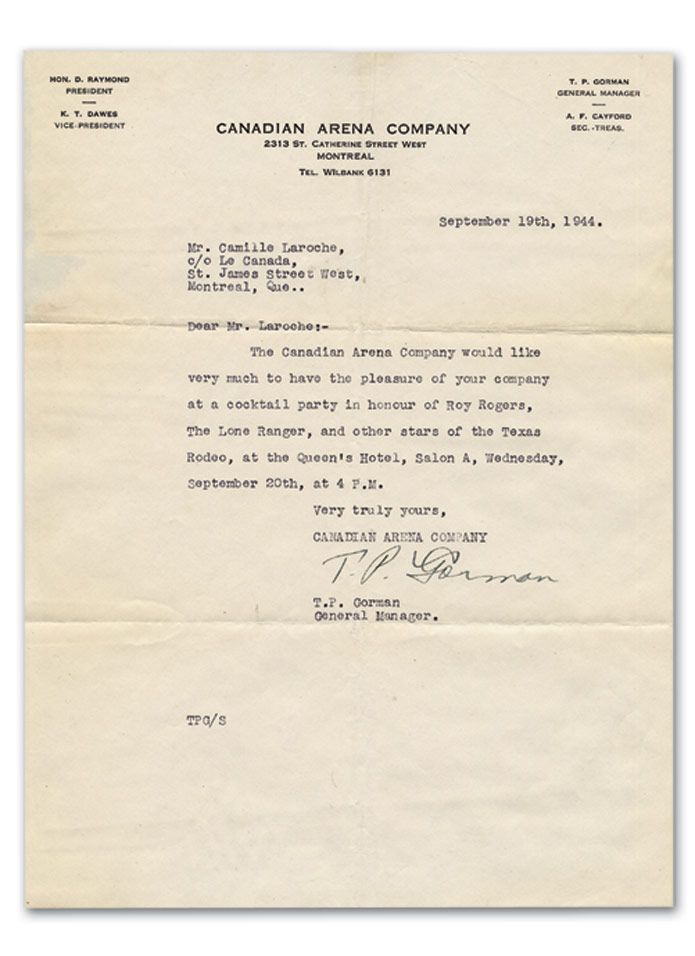 HON. D. RAYMOND
PRESIDENT
K. T. DAWES
VICE-PRESIDENT
T. P. GORMAN
GENERAL MANAGER
A. F. CAYFORD
SEC.-TREAS.
CANADIAN ARENA COMPANY
2313 ST. CATHERINE STREET WEST
MONTREAL
TEL. WILBANK 6131
September 19th, 1944.
Mr. Camille Laroche,
c/o Le Canada,
St. James Street West,
Montreal, Que..
Dear Mr. Laroche:-
The Canadian Arena Company would like
very much to have the pleasure of your company
at a cocktail party in honour of Roy Rogers,
The Lone Ranger, and other stars of the Texas
Rodeo, at the Queen's Hotel, Salon A, Wednesday,
September 20th, at 4 P.M.
Very truly yours,
CANADIAN ARENA COMPANY
T. P. Gorman
T.P. Gorman
General Manager.
TPG/S